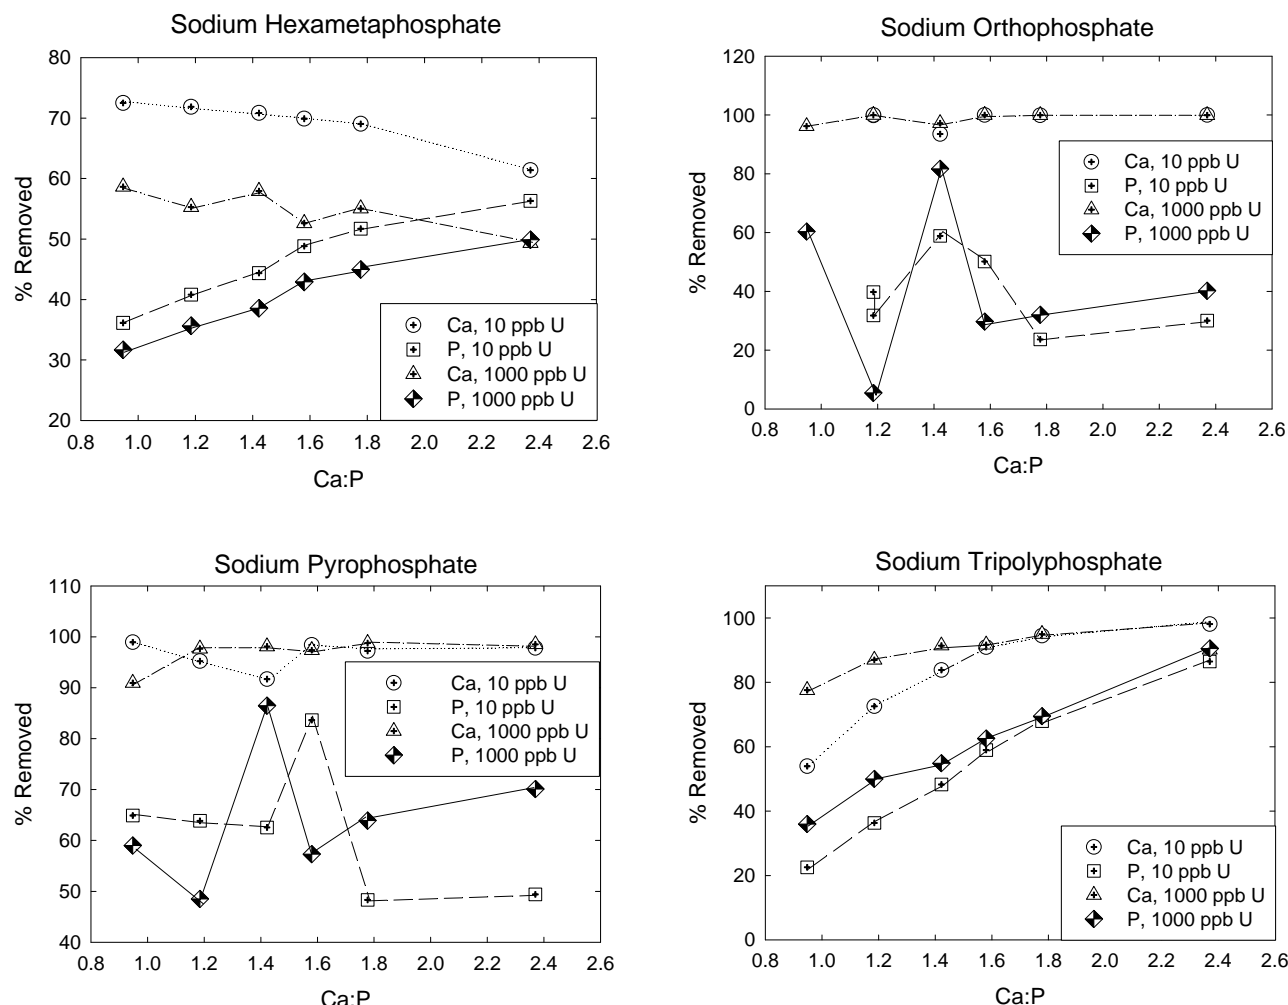 Sodium Hexametaphosphate
80
70
60
50
40
30
20
% Removed
0.8 1.0 1.2 1.4 1.6 1.8 2.0 2.2 2.4 2.6
Ca:P
Ca, 10 ppb U
P, 10 ppb U
Ca, 1000 ppb U
P, 1000 ppb U
Sodium Orthophosphate
120
100
80
60
40
20
0
% Removed
0.8 1.0 1.2 1.4 1.6 1.8 2.0 2.2 2.4 2.6
Ca:P
Ca, 10 ppb U
P, 10 ppb U
Ca, 1000 ppb U
P, 1000 ppb U
Sodium Pyrophosphate
110
100
90
80
70
60
50
40
% Removed
0.8 1.0 1.2 1.4 1.6 1.8 2.0 2.2 2.4 2.6
Ca:P
Ca, 10 ppb U
P, 10 ppb U
Ca, 1000 ppb U
P, 1000 ppb U
Sodium Tripolyphosphate
100
80
60
40
20
0
% Removed
0.8 1.0 1.2 1.4 1.6 1.8 2.0 2.2 2.4 2.6
Ca:P
Ca, 10 ppb U
P, 10 ppb U
Ca, 1000 ppb U
P, 1000 ppb U